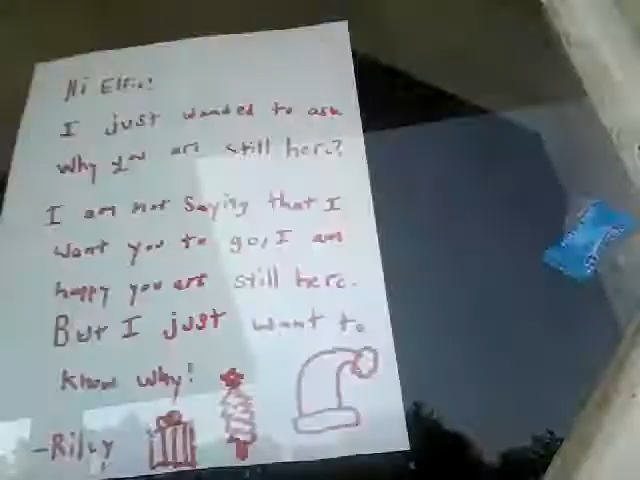 Hi Elfie!
I just wanted to ask
why you are still here?
I am not saying that I
want you to go, I am
happy you are still here.
But I just want to
know why!
-Riley